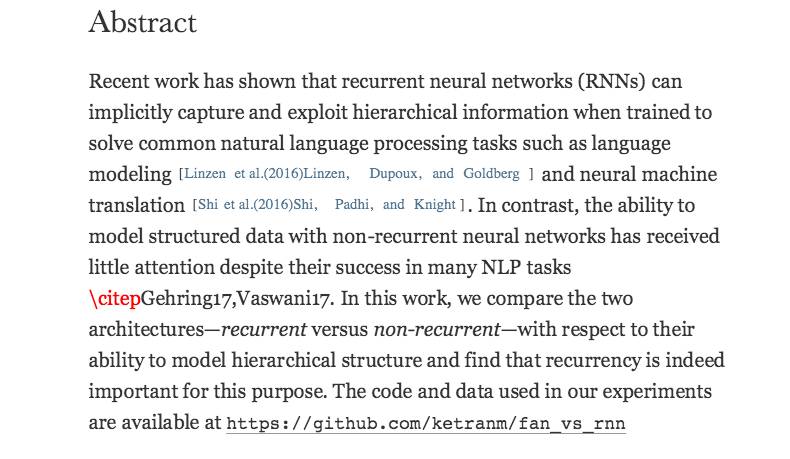 Abstract
Recent work has shown that recurrent neural networks (RNNs) can
implicitly capture and exploit hierarchical information when trained to
solve common natural language processing tasks such as language
modeling [Linzen et al.(2016)Linzen, Dupoux, and Goldberg ] and neural machine
translation [Shi et al.(2016)Shi, Padhi, and Knight ]. In contrast, the ability to
model structured data with non-recurrent neural networks has received
little attention despite their success in many NLP tasks
\citepGehring17,Vaswani17. In this work, we compare the two
architectures—recurrent versus non-recurrent—with respect to their
ability to model hierarchical structure and find that recurrency is indeed
important for this purpose. The code and data used in our experiments
are available at https://github.com/ketranm/fan_vs_rnn